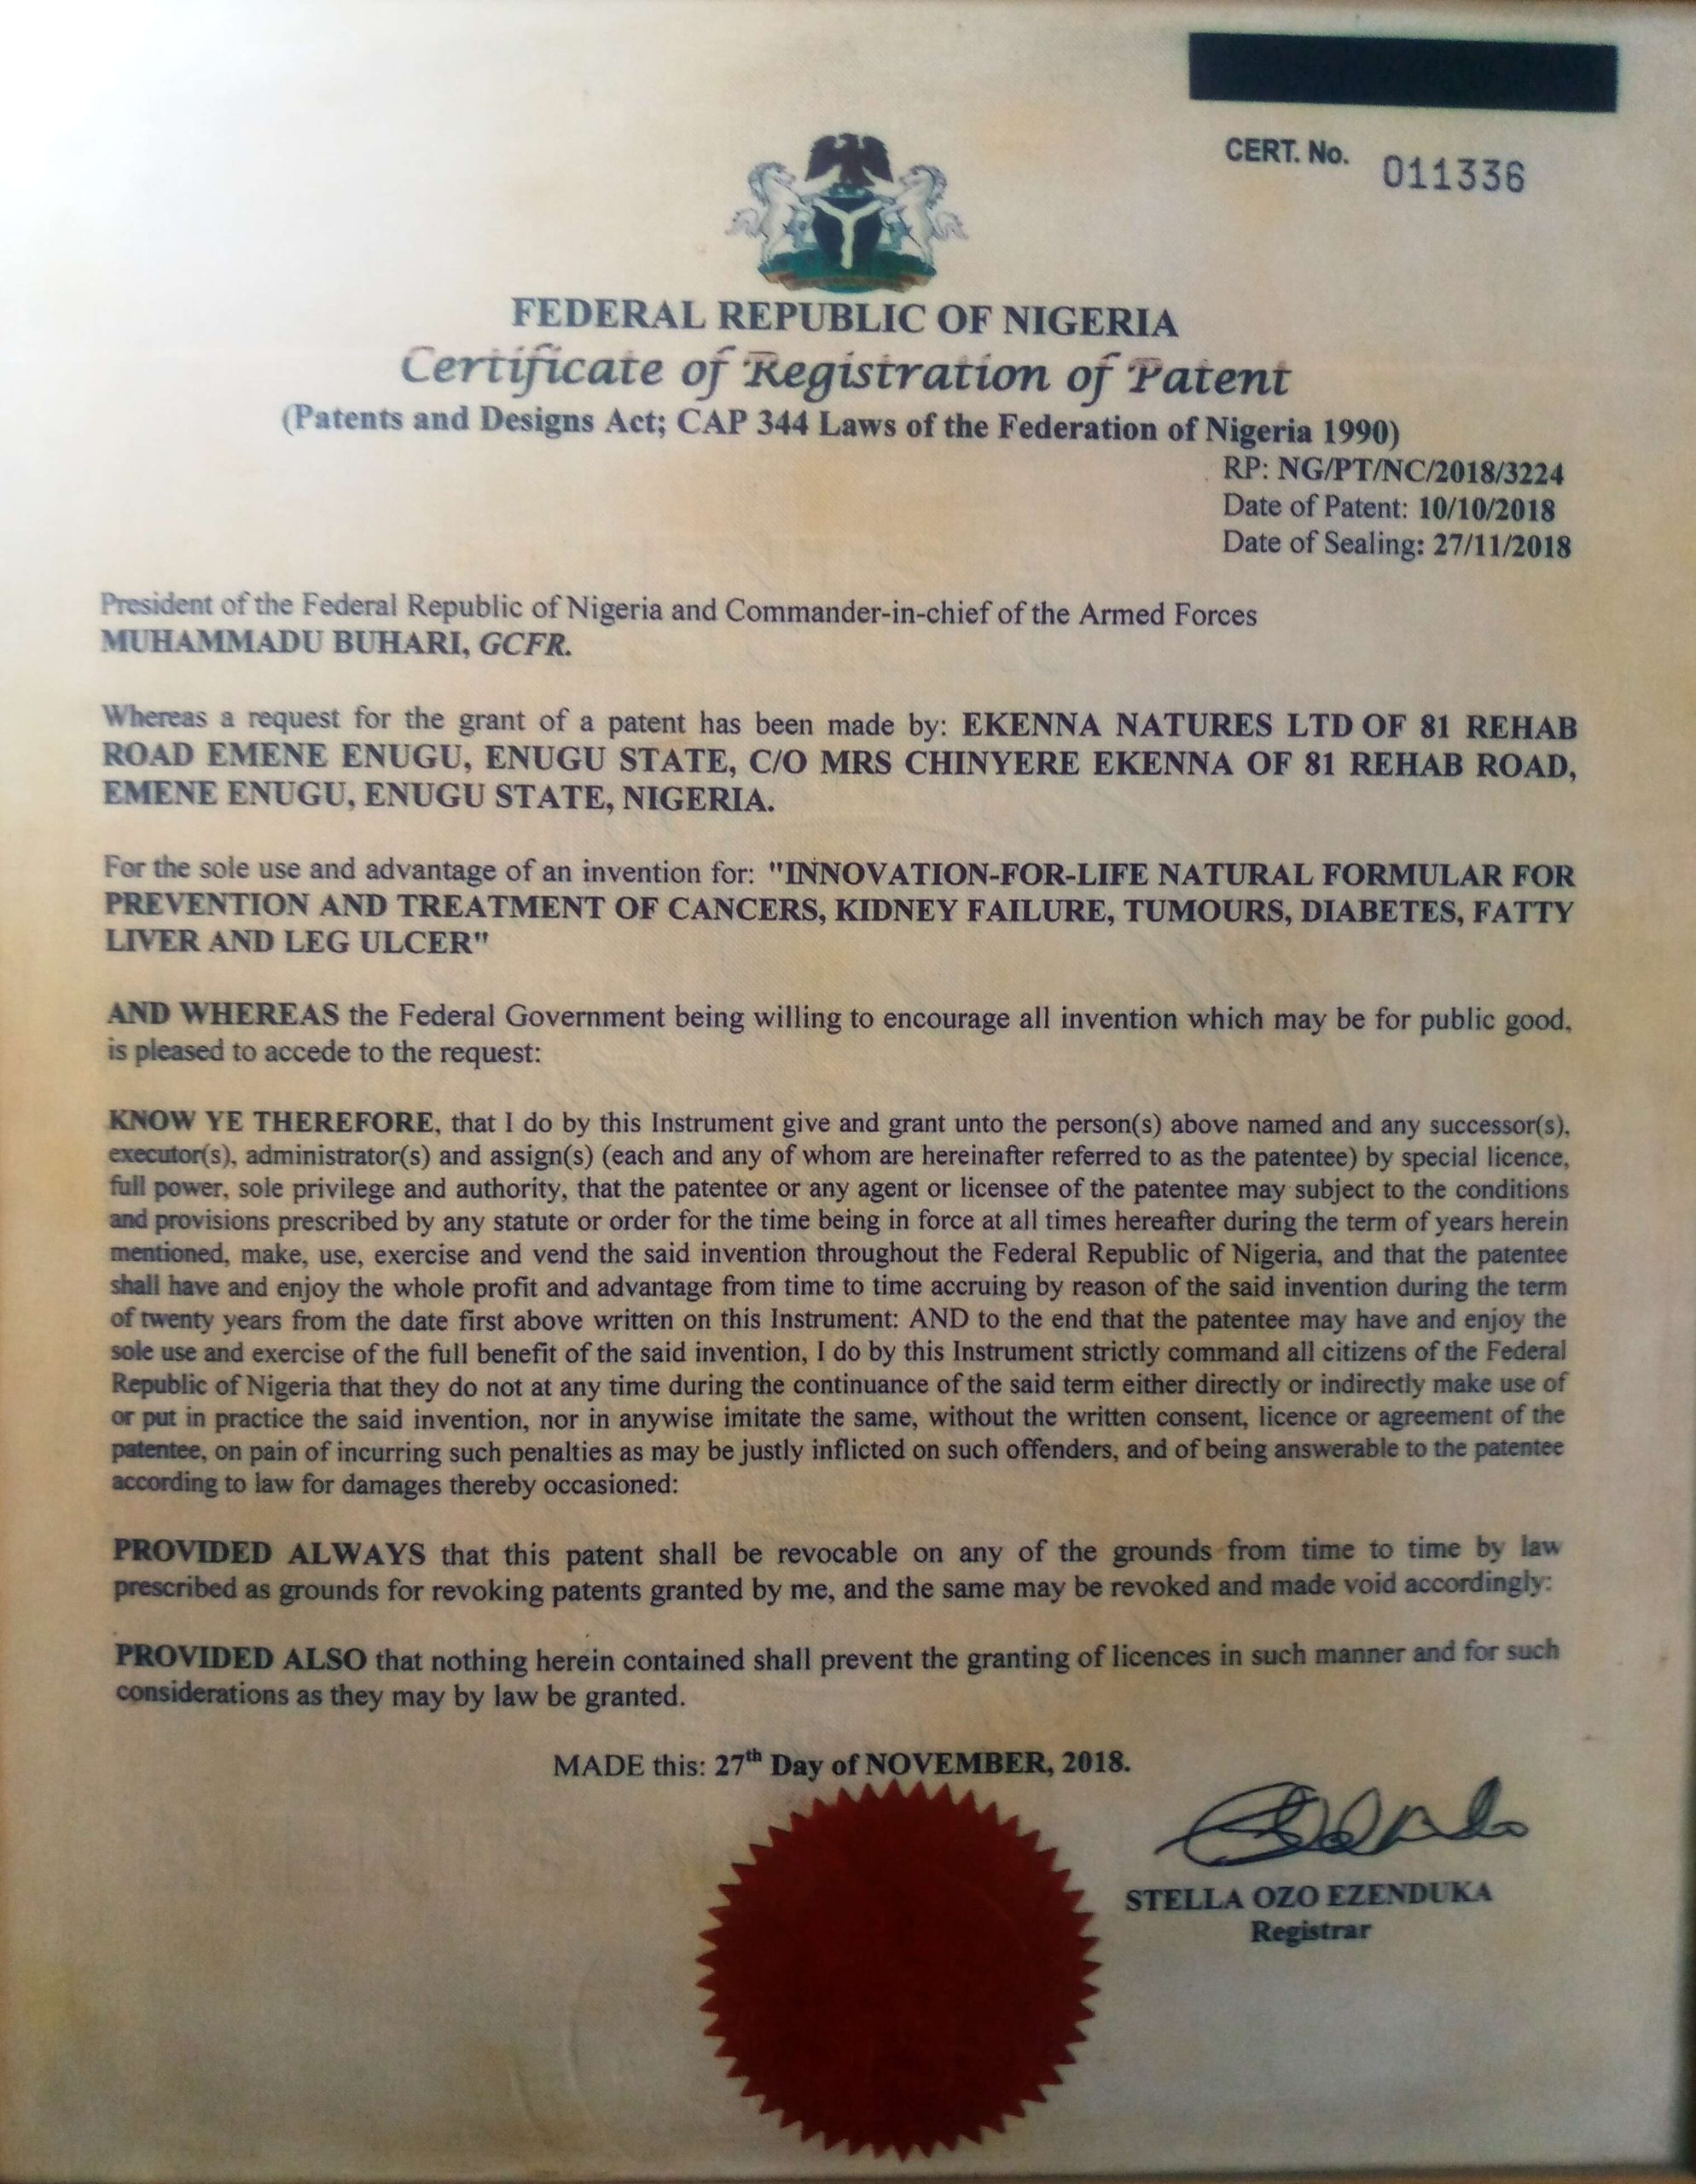 CERT. No. 011336
FEDERAL REPUBLIC OF NIGERIA
Certificate of Registration of Patent
(Patents and Designs Act; CAP 344 Laws of the Federation of Nigeria 1990)
RP: NG/PT/NC/2018/3224
Date of Patent: 10/10/2018
Date of Sealing: 27/11/2018
President of the Federal Republic of Nigeria and Commander-in-chief of the Armed Forces
MUHAMMADU BUHARI, GCFR.
Whereas a request for the grant of a patent has been made by: EKENNA NATURES LTD OF 81 REHAB
ROAD EMENE ENUGU, ENUGU STATE, C/O MRS CHINYERE EKENNA OF 81 REHAB ROAD,
EMENE ENUGU, ENUGU STATE, NIGERIA.
For the sole use and advantage of an invention for: "INNOVATION-FOR-LIFE NATURAL FORMULAR FOR
PREVENTION AND TREATMENT OF CANCERS, KIDNEY FAILURE, TUMOURS, DIABETES, FATTY
LIVER AND LEG ULCER"
AND WHEREAS the Federal Government being willing to encourage all invention which may be for public good,
is pleased to accede to the request:
KNOW YE THEREFORE, that I do by this Instrument give and grant unto the person(s) above named and any successor(s),
executor(s), administrator(s) and assign(s) (each and any of whom are hereinafter referred to as the patentee) by special licence,
full power, sole privilege and authority, that the patentee or any agent or licensee of the patentee may subject to the conditions
and provisions prescribed by any statute or order for the time being in force at all times hereafter during the term of years herein
mentioned, make, use, exercise and vend the said invention throughout the Federal Republic of Nigeria, and that the patentee
shall have and enjoy the whole profit and advantage from time to time accruing by reason of the said invention during the term
of twenty years from the date first above written on this Instrument: AND to the end that the patentee may have and enjoy the
sole use and exercise of the full benefit of the said invention, I do by this Instrument strictly command all citizens of the Federal
Republic of Nigeria that they do not at any time during the continuance of the said term either directly or indirectly make use of
or put in practice the said invention, nor in anywise imitate the same, without the written consent, licence or agreement of the
patentee, on pain of incurring such penalties as may be justly inflicted on such offenders, and of being answerable to the patentee
according to law for damages thereby occasioned:
PROVIDED ALWAYS that this patent shall be revocable on any of the grounds from time to time by law
prescribed as grounds for revoking patents granted by me, and the same may be revoked and made void accordingly:
PROVIDED ALSO that nothing herein contained shall prevent the granting of licences in such manner and for such
considerations as they may by law be granted.
MADE this: 27th Day of NOVEMBER, 2018.
STELLA OZO EZENDUKA
Registrar